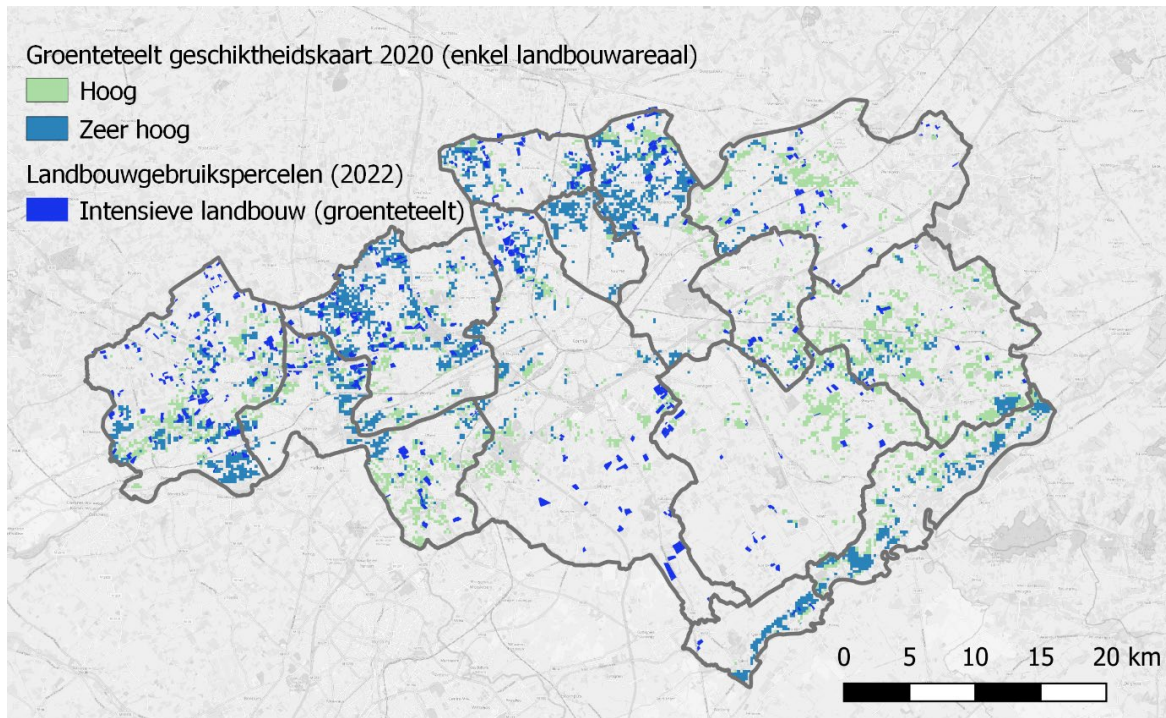 Groenteteelt geschiktheidskaart 2020 (enkel landbouwareaal)
Hoog
Zeer hoog
Landbouwgebruikspercelen (2022)
Intensieve landbouw (groenteteelt)
0 5 10 15 20 km